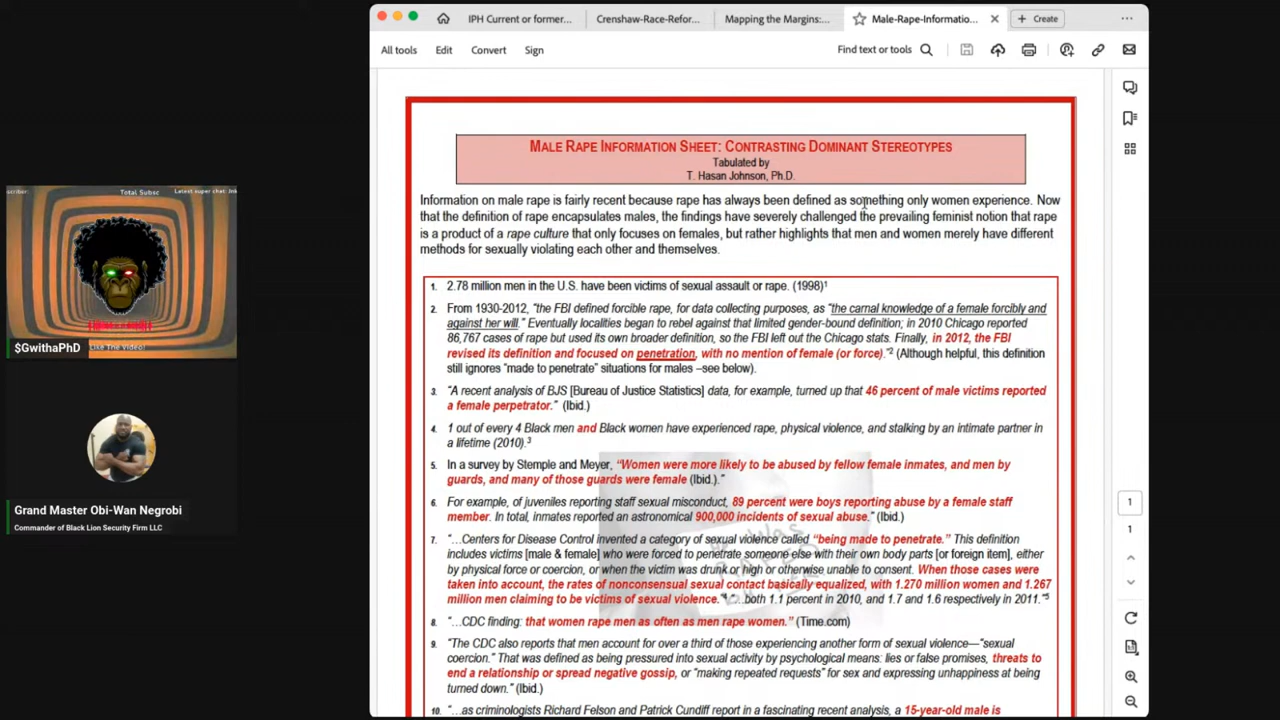 IPH Current or former...
Crenshaw-Race-Refor...
Mapping the Margins:...
Male-Rape-Informatio...
Create
All tools
Edit
Convert
Sign
Find text or tools
MALE RAPE INFORMATION SHEET: CONTRASTING DOMINANT STEREOTYPES
Tabulated by
T. Hasan Johnson, Ph.D.
Information on male rape is fairly recent because rape has always been defined as something only women experience. Now
that the definition of rape encapsulates males, the findings have severely challenged the prevailing feminist notion that rape
is a product of a rape culture that only focuses on females, but rather highlights that men and women merely have different
methods for sexually violating each other and themselves.
1. 2.78 million men in the U.S. have been victims of sexual assault or rape. (1998)¹
2. From 1930-2012, “the FBI defined forcible rape, for data collecting purposes, as “the carnal knowledge of a female forcibly and
against her will.” Eventually localities began to rebel against that limited gender-bound definition; in 2010 Chicago reported
86,767 cases of rape but used its own broader definition, so the FBI left out the Chicago stats. Finally, in 2012, the FBI
revised its definition and focused on penetration, with no mention of female (or force).”² (Although helpful, this definition
still ignores “made to penetrate” situations for males –see below).
3. “A recent analysis of BJS [Bureau of Justice Statistics] data, for example, turned up that 46 percent of male victims reported
a female perpetrator.” (Ibid.)
4. 1 out of every 4 Black men and Black women have experienced rape, physical violence, and stalking by an intimate partner in
a lifetime (2010).³
5. In a survey by Stemple and Meyer, “Women were more likely to be abused by fellow female inmates, and men by
guards, and many of those guards were female (Ibid.).”
6. For example, of juveniles reporting staff sexual misconduct, 89 percent were boys reporting abuse by a female staff
member. In total, inmates reported an astronomical 900,000 incidents of sexual abuse.” (Ibid.)
7. “…Centers for Disease Control invented a category of sexual violence called “being made to penetrate.” This definition
includes victims [male & female] who were forced to penetrate someone else with their own body parts [or foreign item], either
by physical force or coercion, or when the victim was drunk or high or otherwise unable to consent. When those cases were
taken into account, the rates of nonconsensual sexual contact basically equalized, with 1.270 million women and 1.267
million men claiming to be victims of sexual violence.”⁴ “…both 1.1 percent in 2010, and 1.7 and 1.6 respectively in 2011.”⁵
8. “…CDC finding: that women rape men as often as men rape women.” (Time.com)
9. “The CDC also reports that men account for over a third of those experiencing another form of sexual violence—“sexual
coercion.” That was defined as being pressured into sexual activity by psychological means: lies or false promises, threats to
end a relationship or spread negative gossip, or “making repeated requests” for sex and expressing unhappiness at being
turned down.” (Ibid.)
10. “…as criminologists Richard Felson and Patrick Cundiff report in a fascinating recent analysis, a 15-year-old male is
1
1
Total Subsc
Latest super chat:
Like The Video!
$GwithaPhD
Grand Master Obi-Wan Negrobi
Commander of Black Lion Security Firm LLC